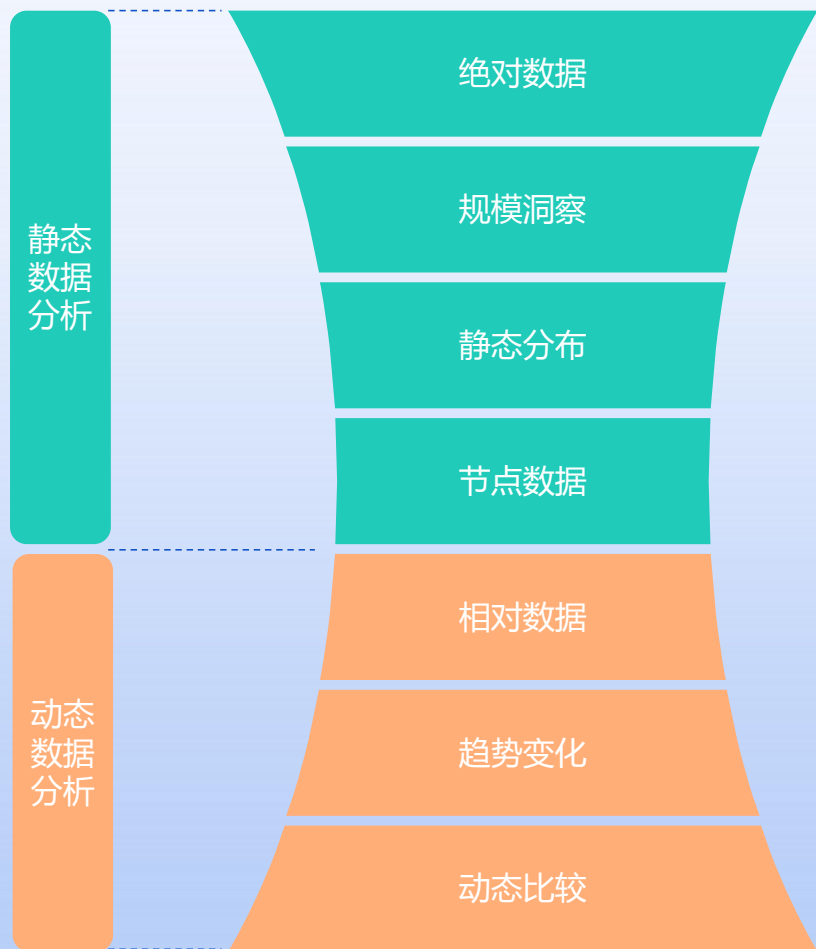 绝对数据
规模洞察
静态
数据
分析
静态分布
节点数据
相对数据
动态
数据
分析
趋势变化
动态比较